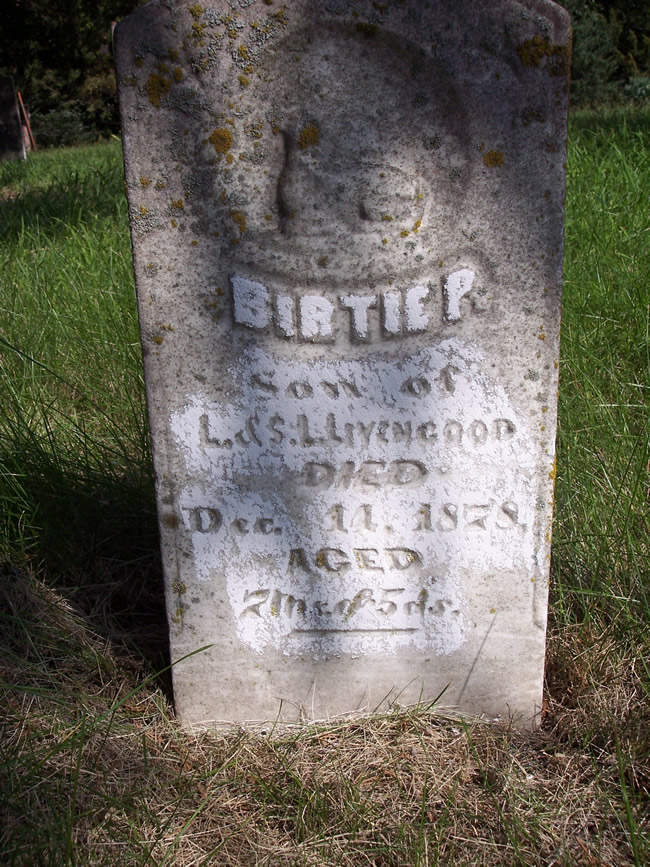 BIRTIE P.
Son of
L. & S. LIVENGOOD
DIED
Dec. 11. 1878.
AGED
7 Ms. & 5 ds.